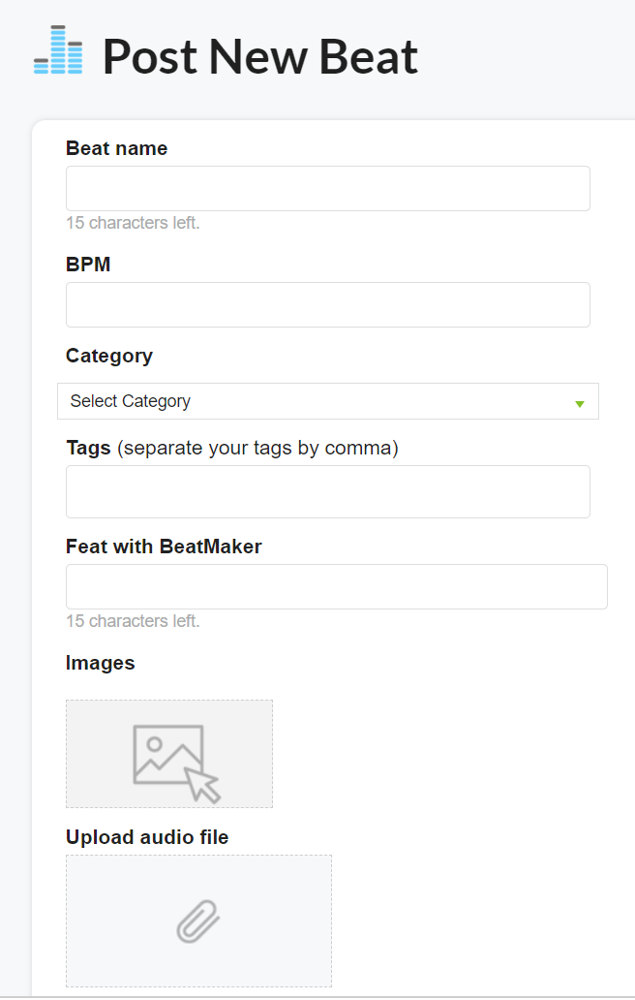 Post New Beat
Beat name
15 characters left.
BPM
Category
Select Category
Tags (separate your tags by comma)
Feat with BeatMaker
15 characters left.
Images
Upload audio file